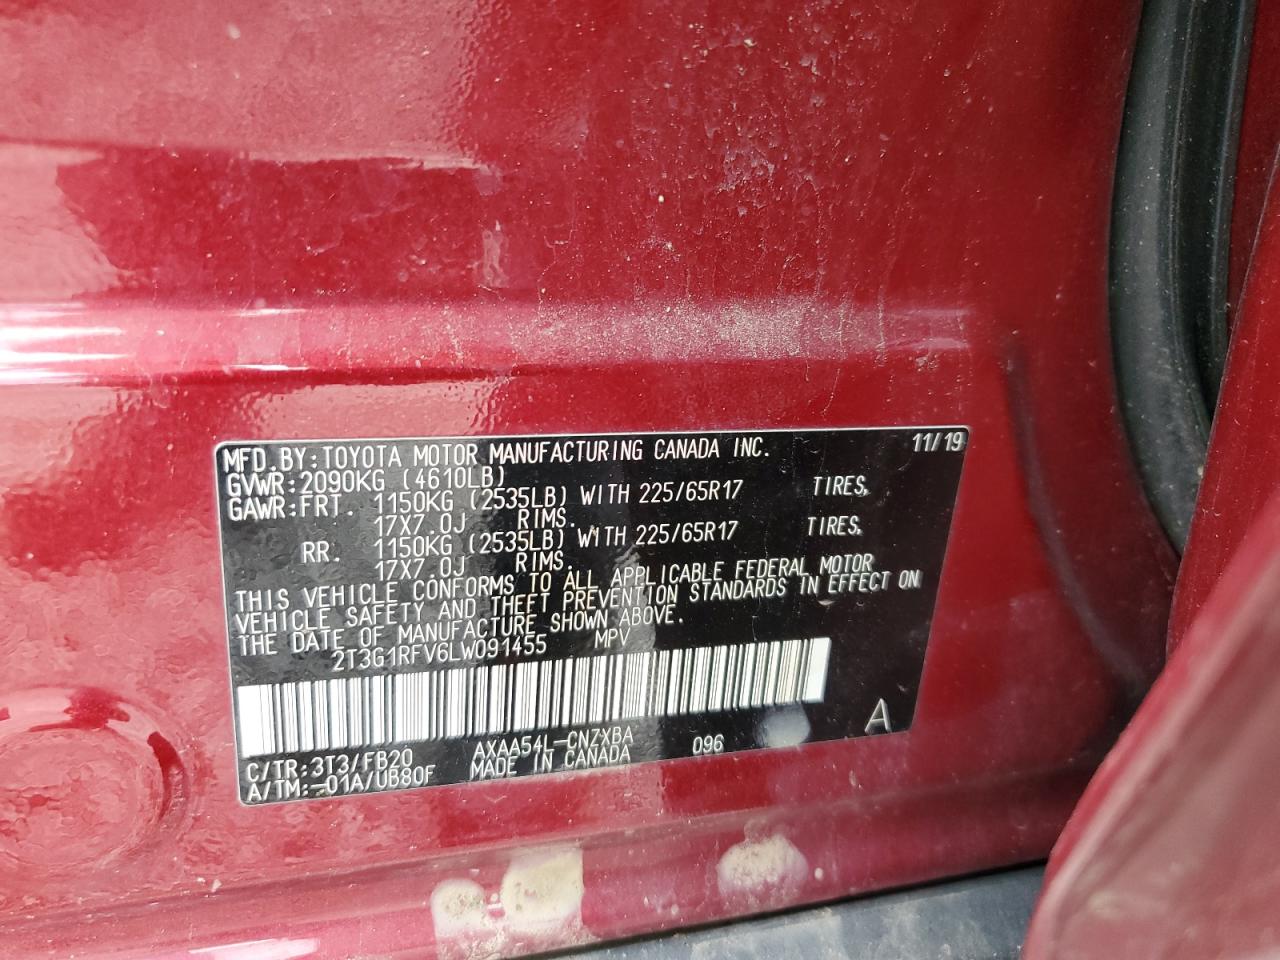 MFD.BY:TOYOTA MOTOR MANUFACTURING CANADA INC. 11/19
GVWR:2090KG (4610LB)
GAWR:FRT. 1150KG (2535LB) WITH 225/65R17 TIRES,
17X7.0J RIMS.
RR. 1150KG (2535LB) WITH 225/65R17 TIRES,
17X7.0J RIMS.
THIS VEHICLE CONFORMS TO ALL APPLICABLE FEDERAL MOTOR
VEHICLE SAFETY AND THEFT PREVENTION STANDARDS IN EFFECT ON
THE DATE OF MANUFACTURE SHOWN ABOVE.
2T3G1RFV6LW091455 MPV
A
C/TR:3T3/FB20 AXAA54L-CNZXBA 096
A/TM:-01A/UB80F MADE IN CANADA